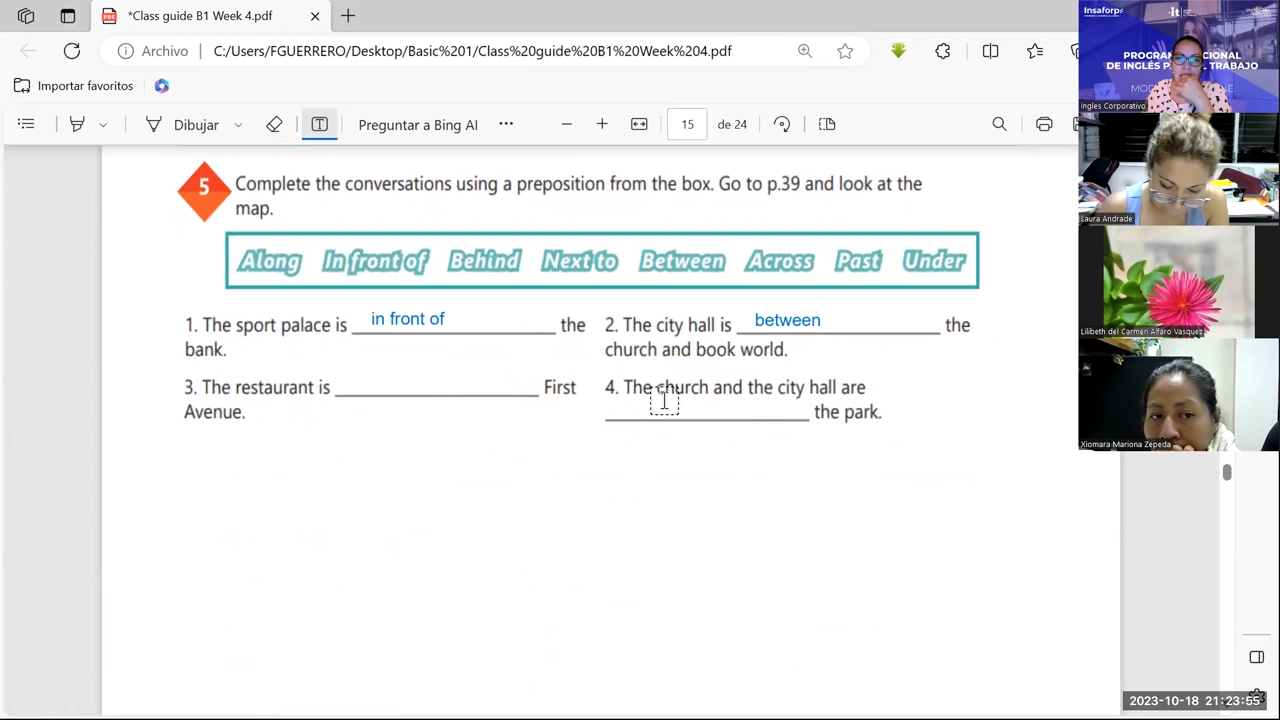 *Class guide B1 Week 4.pdf
Archivo
C:/Users/FGUERRERO/Desktop/Basic%201/Class%20guide%20B1%20Week%204.pdf
Importar favoritos
Dibujar
Preguntar a Bing AI
15
de 24
5
Complete the conversations using a preposition from the box. Go to p.39 and look at the
map.
Along In front of Behind Next to Between Across Past Under
1. The sport palace is in front of the
bank.
2. The city hall is between the
church and book world.
3. The restaurant is ____ First
Avenue.
4. The church and the city hall are
____ the park.
Insaforp
it
DE INGLÉS
TRABAJO
Ingles Corporativo
Laura Andrade
Lilibeth del Carmen Alfaro Vasquez
Xiomara Mariona Zepeda
2023-10-18 21:23:55